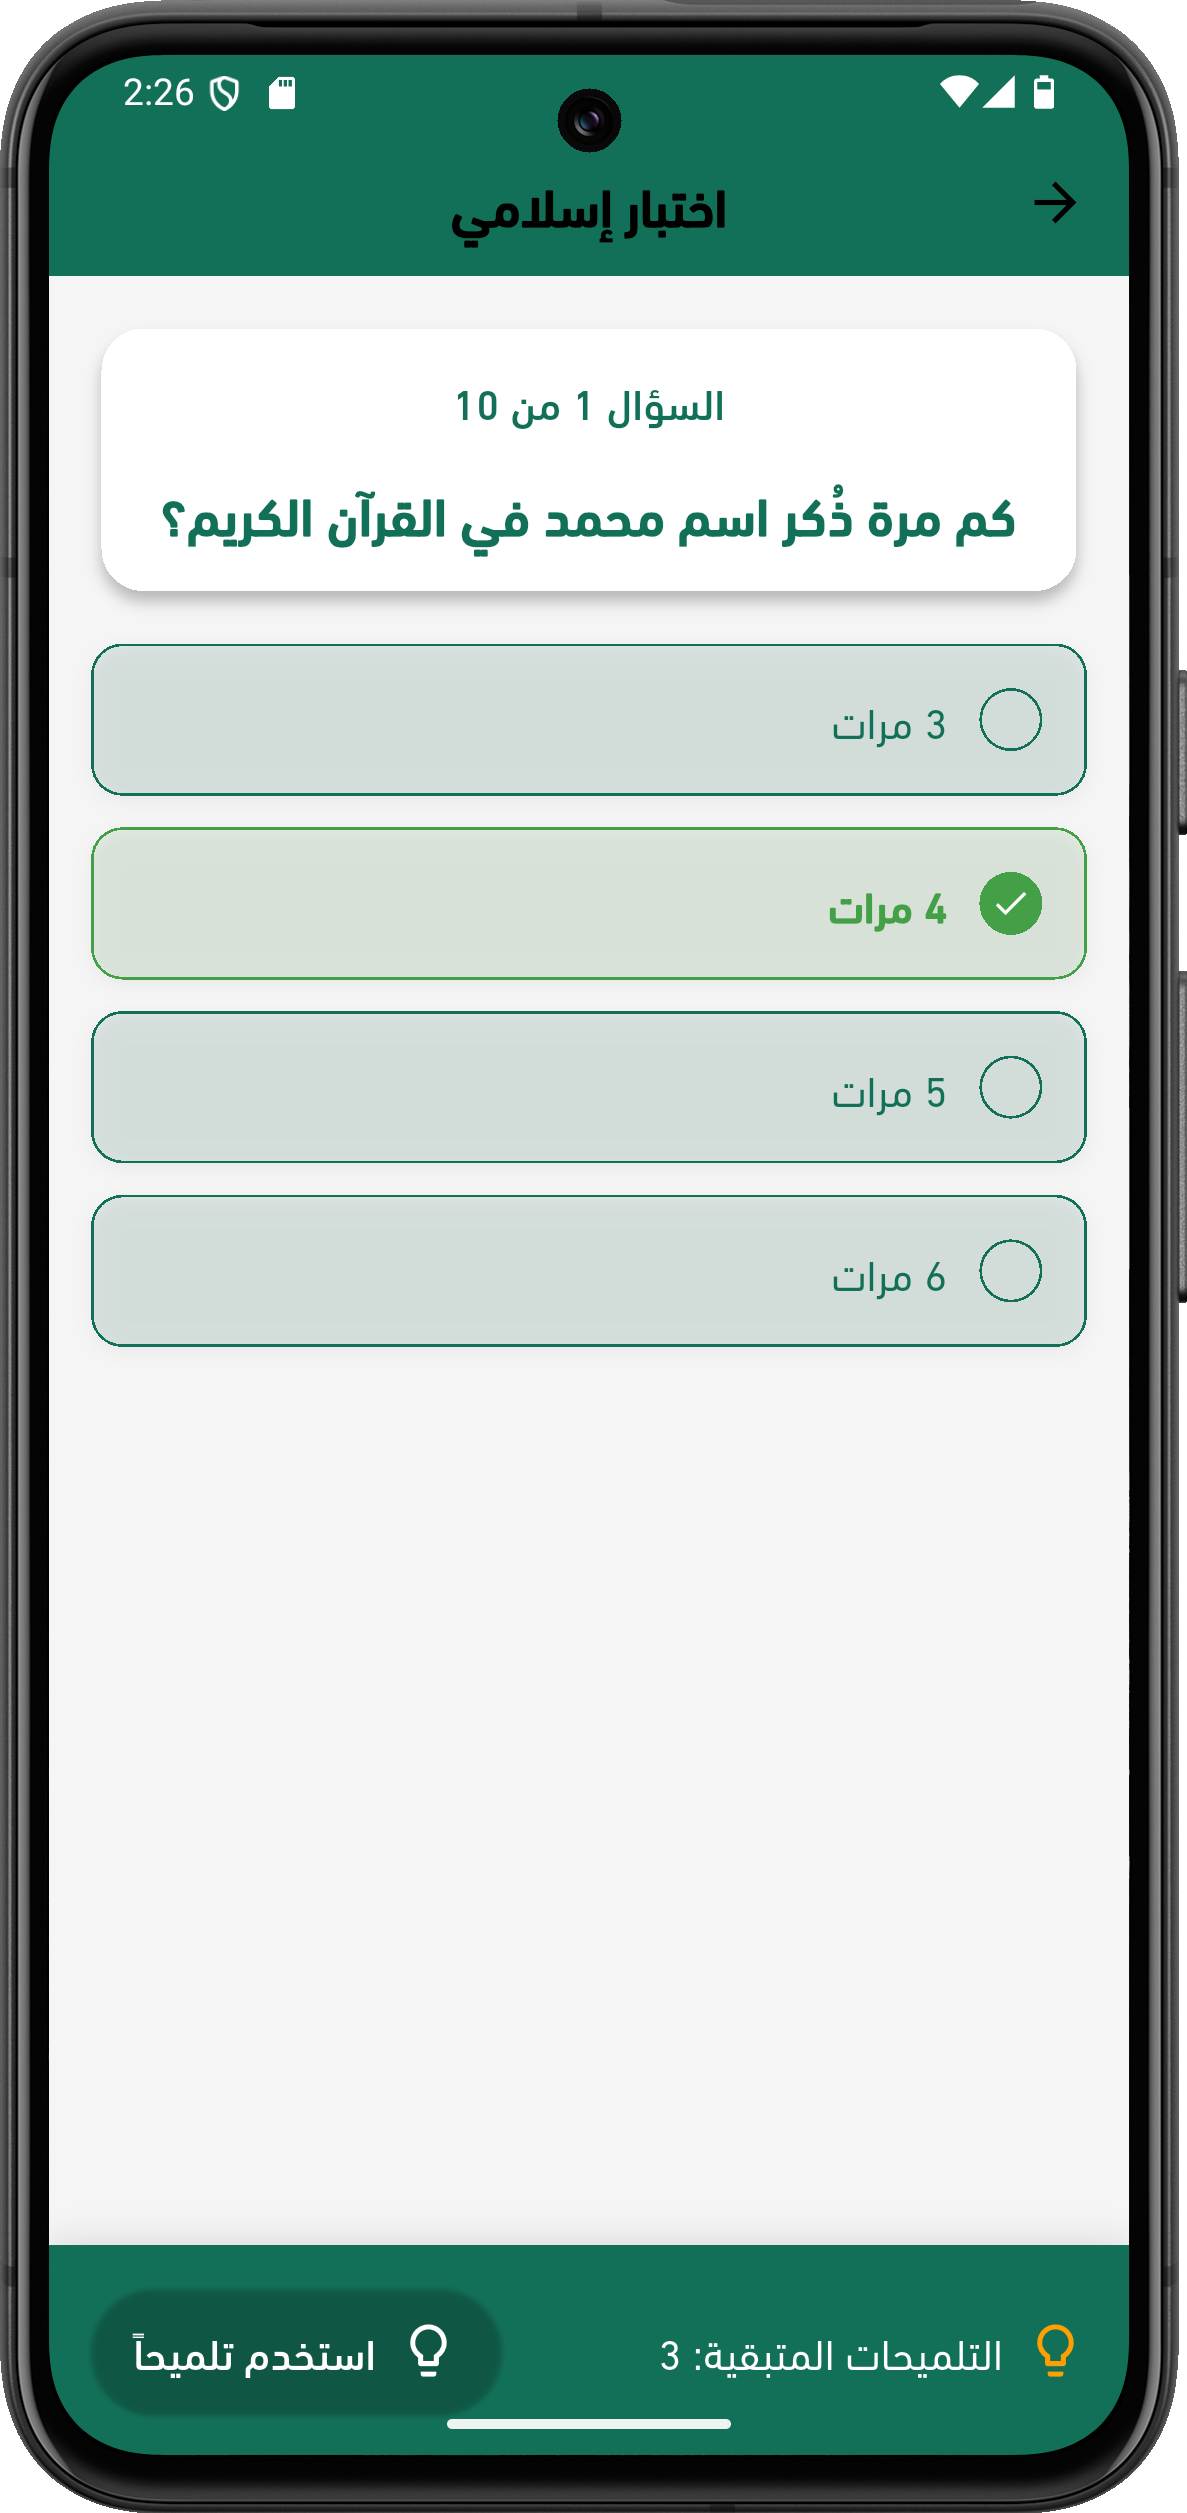 2:26
اختبار إسلامي
السؤال 1 من 10
كم مرة ذُكر اسم محمد في القرآن الكريم؟
3 مرات
4 مرات
5 مرات
6 مرات
التلميحات المتبقية: 3
استخدم تلميحاً